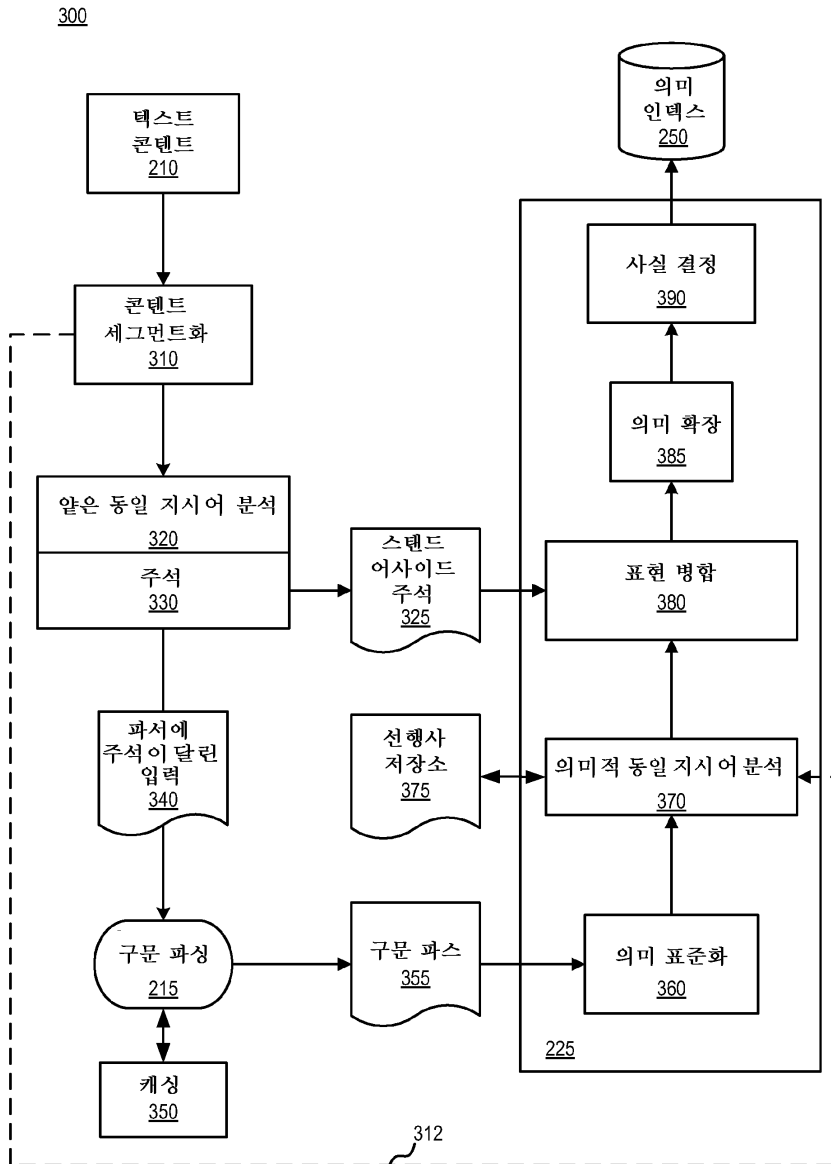 300
텍스트
콘텐트
210
콘텐트
세그먼트화
310
얕은 동일 지시어 분석
320
주석
330
스탠드
어사이드
주석
325
파서에
주석이 달린
입력
340
구문 파싱
215
캐싱
350
구문 파스
355
선행사
저장소
375
의미
인덱스
250
사실 결정
390
의미 확장
385
표현 병합
380
의미적 동일 지시어 분석
370
의미 표준화
360
225
312